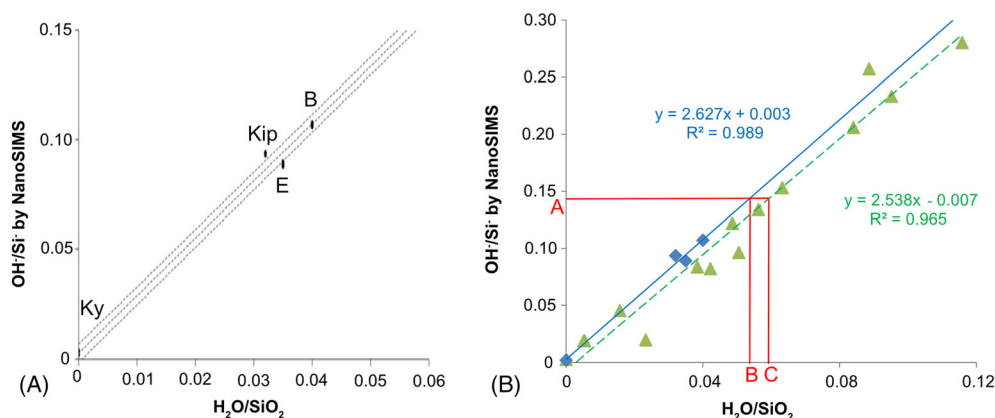 (A)
OH⁻/Si⁻ by NanoSIMS
0.15
0.10
0.05
0
Ky
Kip
B
E
0 0.01 0.02 0.03 0.04 0.05 0.06
H₂O/SiO₂
(B)
OH⁻/Si⁻ by NanoSIMS
0.30
0.25
0.20
0.15
0.10
0.05
0
y = 2.627x + 0.003
R² = 0.989
y = 2.538x - 0.007
R² = 0.965
A
B C
0 0.04 0.08 0.12
H₂O/SiO₂